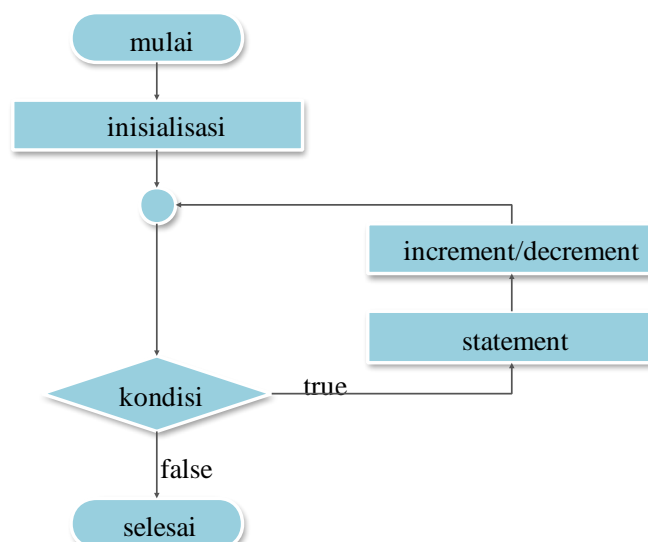 mulai
inisialisasi
increment/decrement
statement
kondisi
true
false
selesai